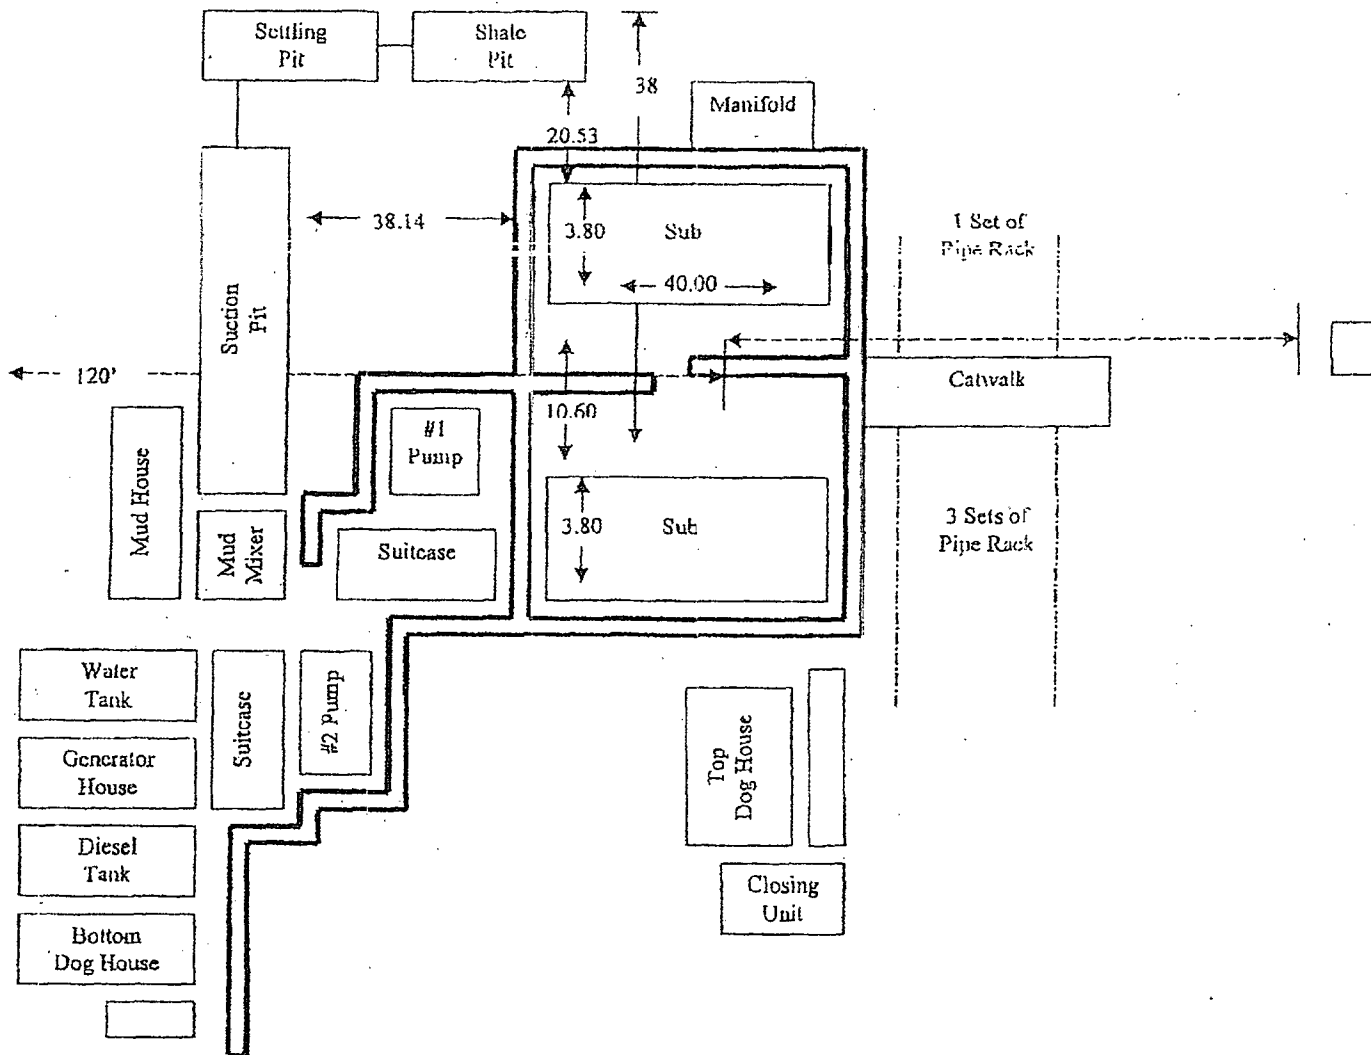 Settling
Pit
Shale
Pit
38
Manifold
20.53
38.14
3.80
Sub
1 Set of
Pipe Rack
40.00
Suction
Pit
120'
Catwalk
10.60
#1
Pump
Mud House
3.80
Sub
3 Sets of
Pipe Rack
Mud
Mixer
Suitcase
Water
Tank
Suitcase
#2 Pump
Generator
House
Top
Dog House
Diesel
Tank
Closing
Unit
Bottom
Dog House